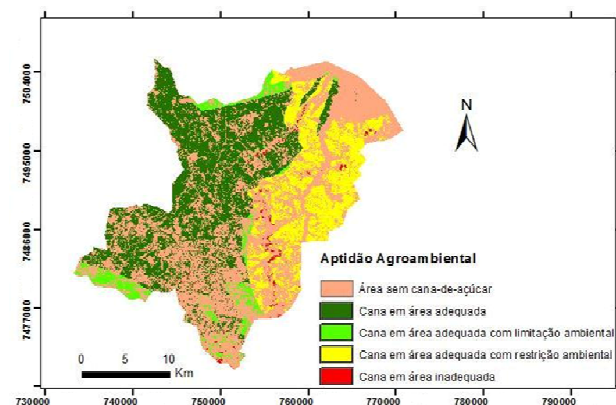 7504000
7495000
7486000
7477000
N
Aptidão Agroambiental
Área sem cana-de-açúcar
Cana em área adequada
Cana em área adequada com limitação ambiental
Cana em área adequada com restrição ambiental
Cana em área inadequada
0 5 10
Km
730000 740000 750000 760000 770000 780000 790000